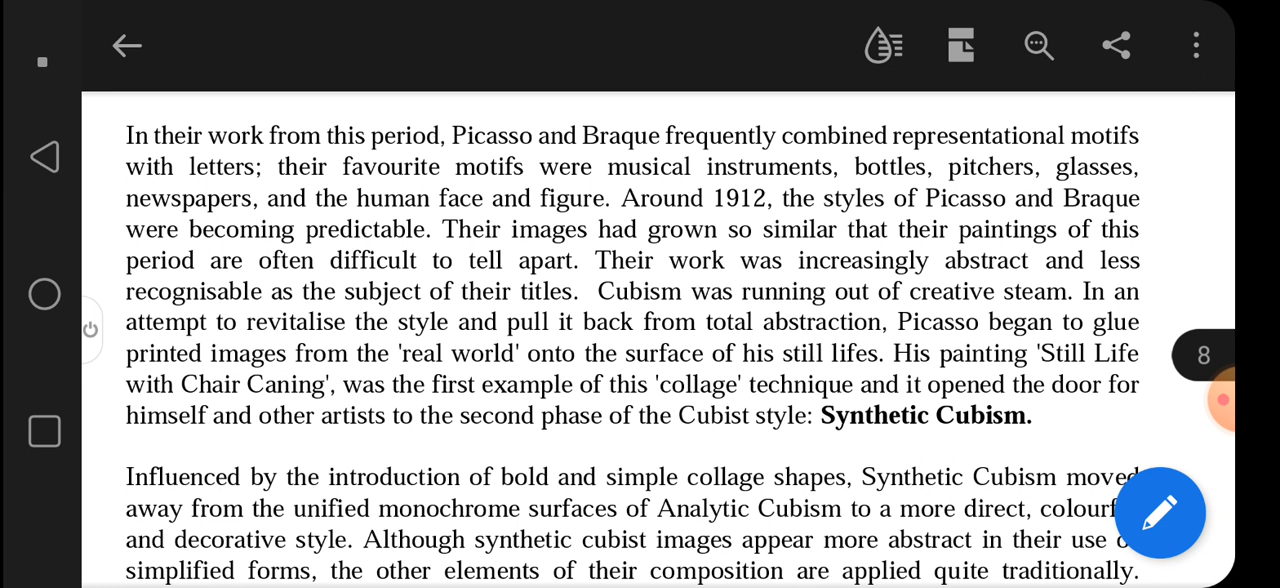 In their work from this period, Picasso and Braque frequently combined representational motifs
with letters; their favourite motifs were musical instruments, bottles, pitchers, glasses,
newspapers, and the human face and figure. Around 1912, the styles of Picasso and Braque
were becoming predictable. Their images had grown so similar that their paintings of this
period are often difficult to tell apart. Their work was increasingly abstract and less
recognisable as the subject of their titles. Cubism was running out of creative steam. In an
attempt to revitalise the style and pull it back from total abstraction, Picasso began to glue
printed images from the 'real world' onto the surface of his still lifes. His painting 'Still Life
with Chair Caning', was the first example of this 'collage' technique and it opened the door for
himself and other artists to the second phase of the Cubist style: Synthetic Cubism.
8
Influenced by the introduction of bold and simple collage shapes, Synthetic Cubism moved
away from the unified monochrome surfaces of Analytic Cubism to a more direct, colourf
and decorative style. Although synthetic cubist images appear more abstract in their use
simplified forms, the other elements of their composition are applied quite traditionally.